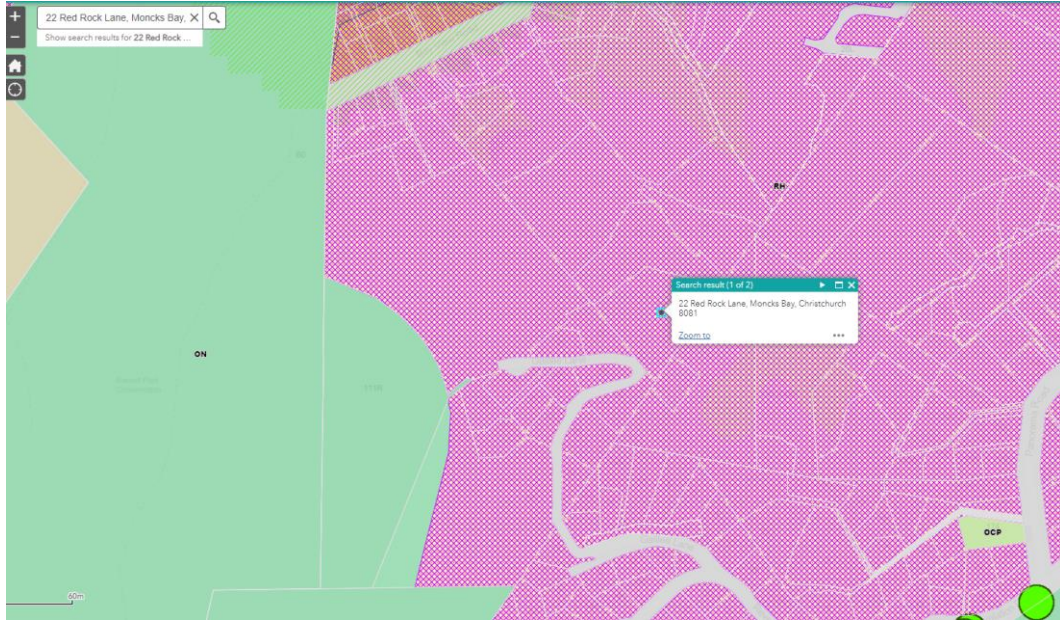 +
22 Red Rock Lane, Moncks Bay,
−
Show search results for 22 Red Rock ...
RH
Search result (1 of 2)
22 Red Rock Lane, Moncks Bay, Christchurch
8081
Zoom to
ON
OCP
60m